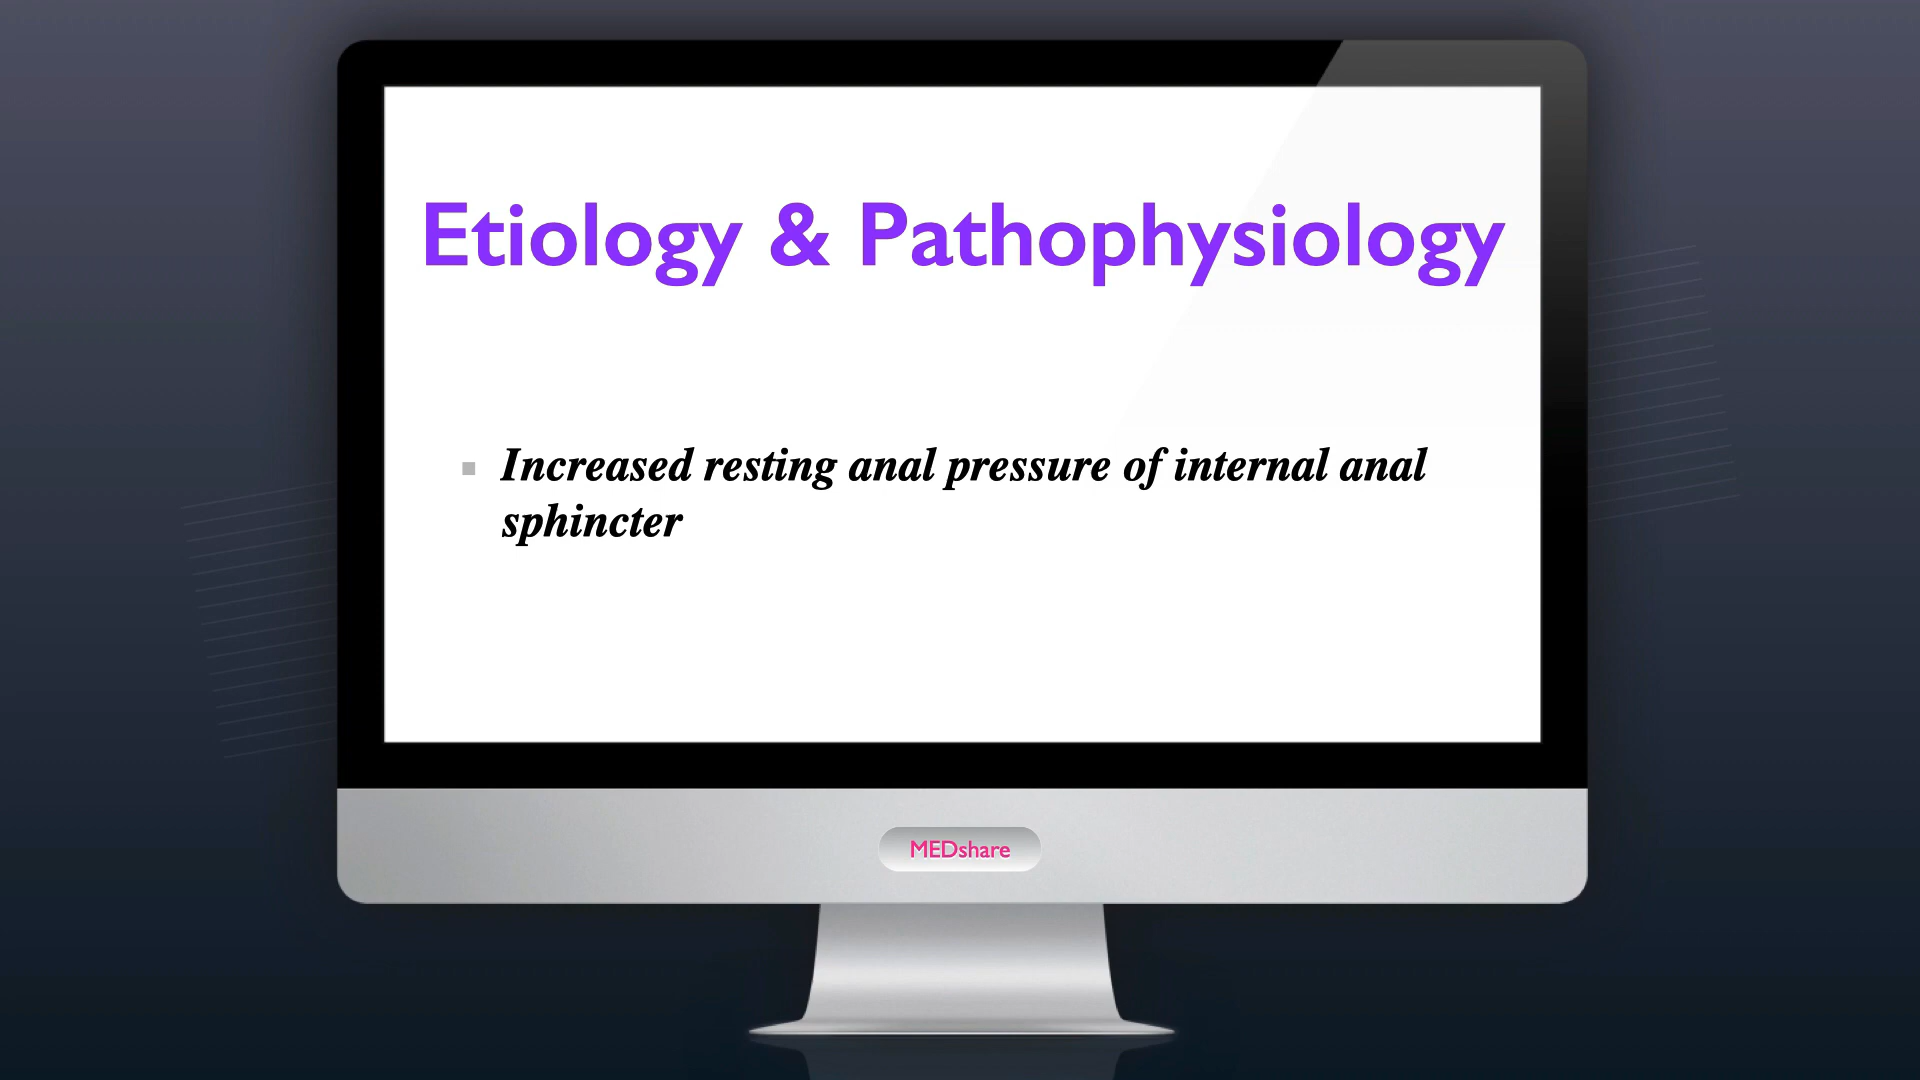 Etiology & Pathophysiology
Increased resting anal pressure of internal anal
sphincter
MEDshare